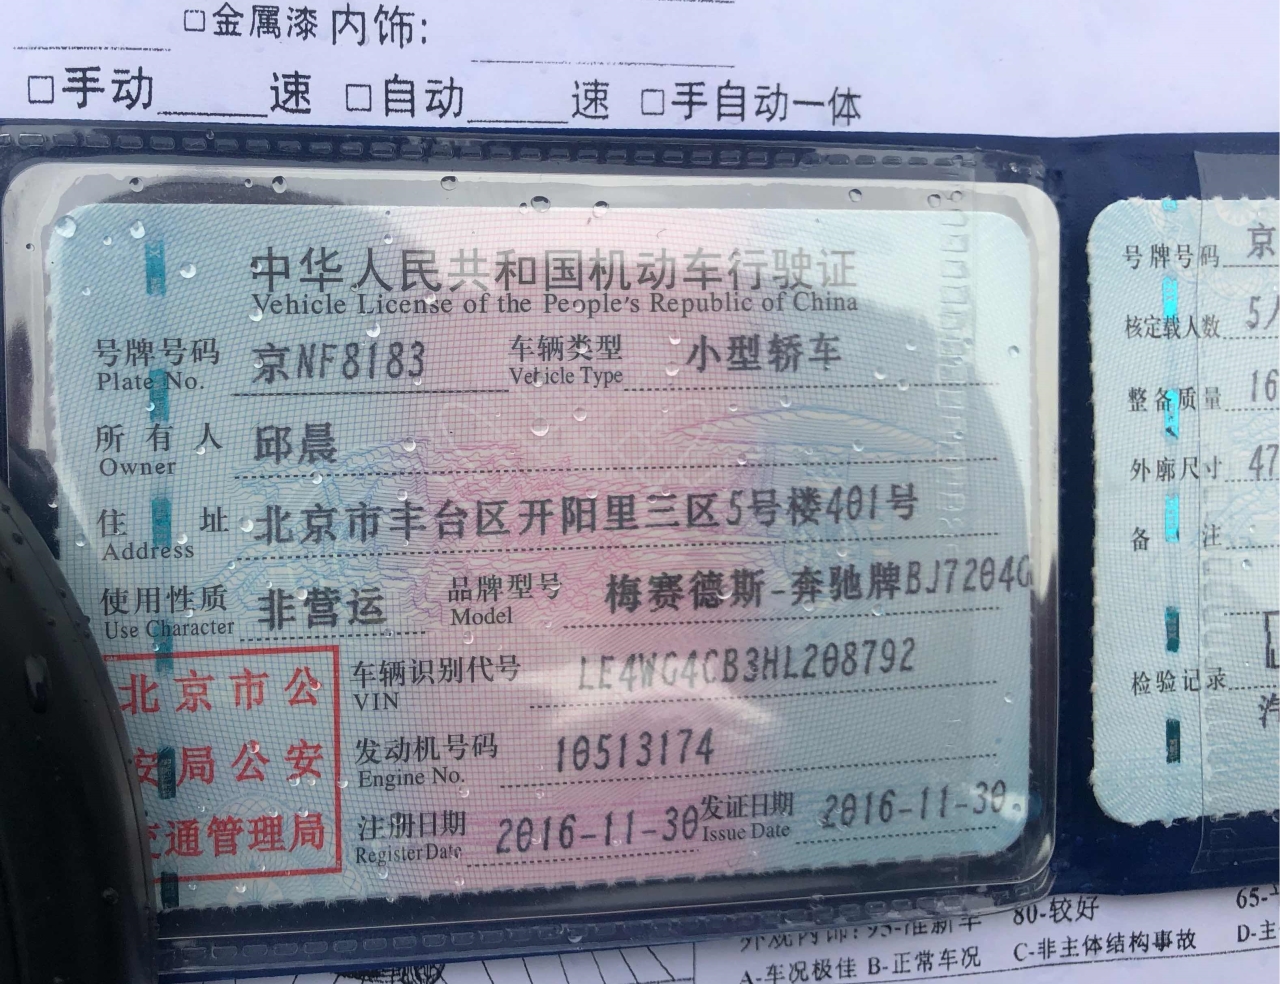 □金属漆 内饰:
□手动____速 □自动____速 □手自动一体
中华人民共和国机动车行驶证
Vehicle License of the People's Republic of China
号牌号码 京NF8183 车辆类型 小型轿车
Plate No. Vehicle Type
所有人 邱晨
Owner
住址 北京市丰台区开阳里三区5号楼401号
Address
使用性质 非营运 品牌型号 梅赛德斯-奔驰牌BJ7204G
Use Character Model
车辆识别代号 LE4WG4CB3HL208792
VIN
发动机号码 10513174
Engine No.
注册日期 2016-11-30 发证日期 2016-11-30
Register Date Issue Date
北京市公
安局公安
交通管理局
号牌号码 京
核定载人数 5人
整备质量 16
外廓尺寸 47
备注
检验记录
外观内饰: 95-准新车 80-较好 65-
A-车况极佳 B-正常车况 C-非主体结构事故 D-主